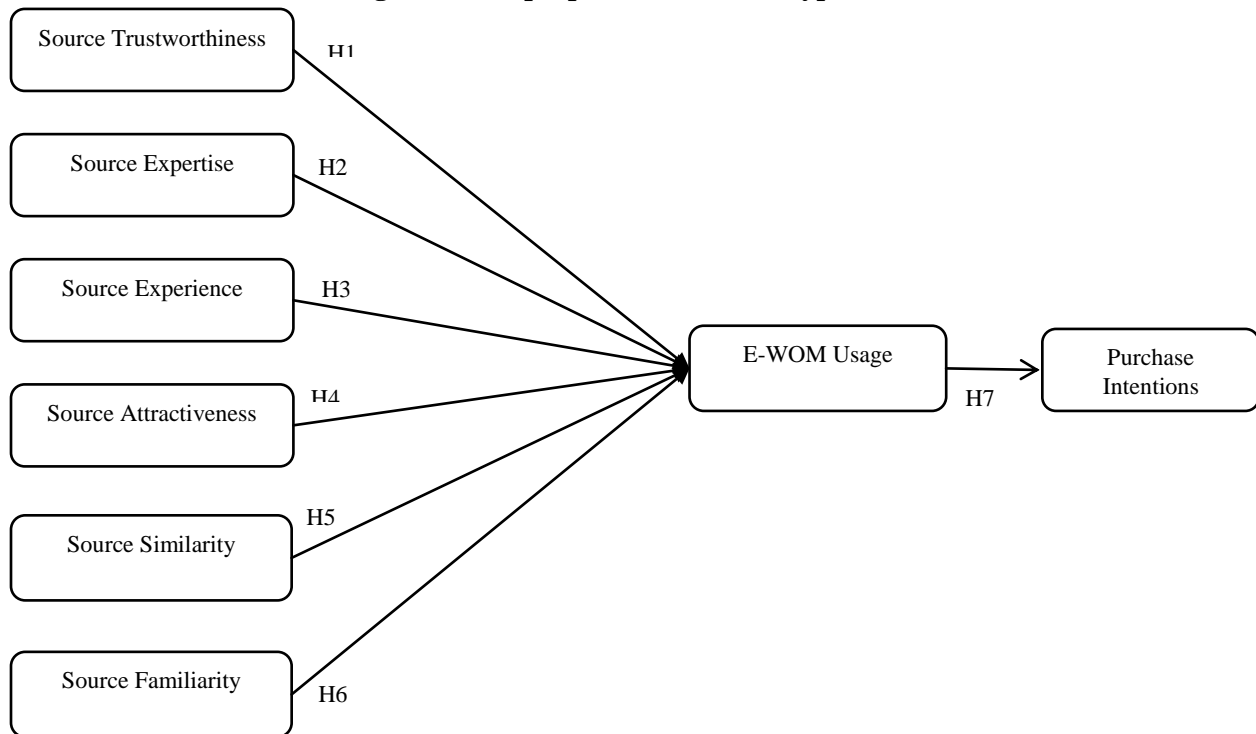 Source Trustworthiness
H1
Source Expertise
H2
Source Experience
H3
E-WOM Usage
Purchase
Intentions
H7
Source Attractiveness
H4
Source Similarity
H5
Source Familiarity
H6